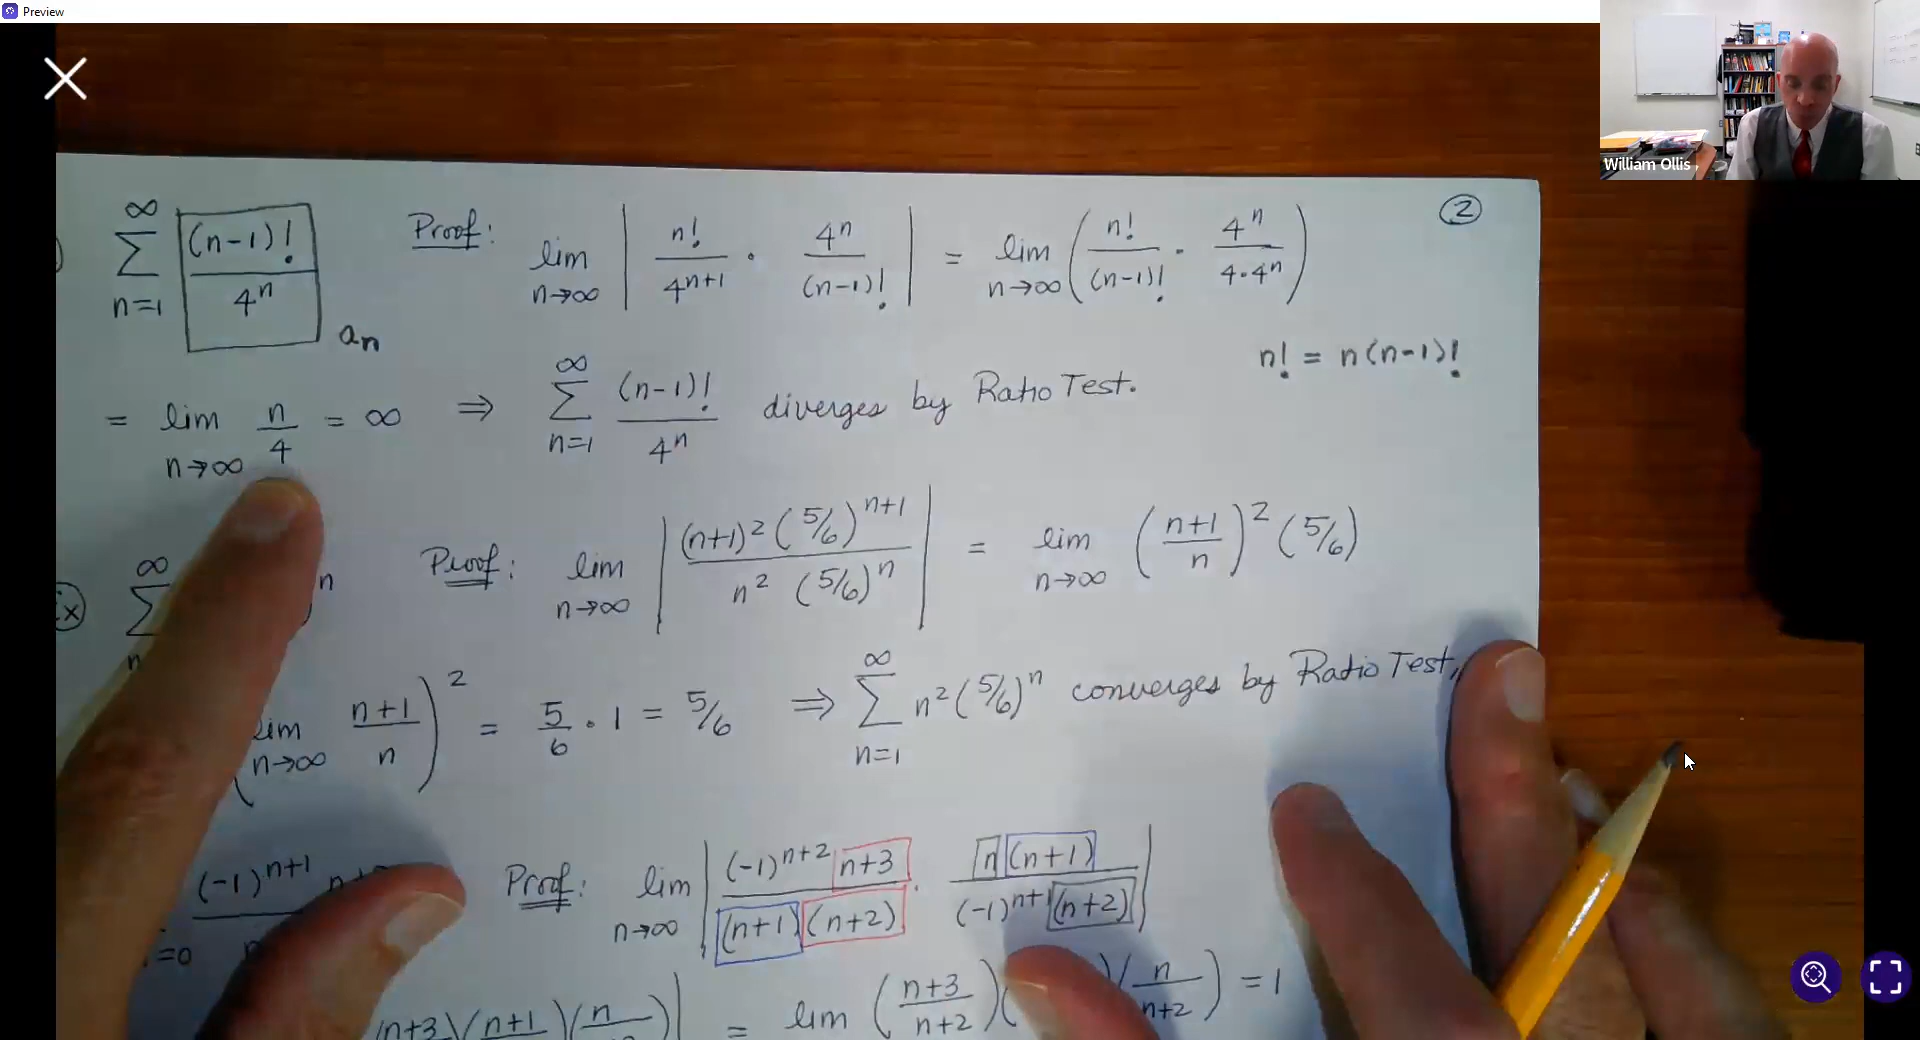 Preview
William Ollis
②
∞
∑
n=1
(n-1)!
4^n
a_n
Proof: lim n→∞ | n!/4^{n+1} · 4^n/(n-1)! | = lim n→∞ ( n!/(n-1)! · 4^n/(4·4^n) )
n! = n(n-1)!
= lim n→∞ n/4 = ∞ ⇒ ∑_{n=1}^{∞} (n-1)!/4^n diverges by Ratio Test.
∞
∑
n
Proof: lim n→∞ | (n+1)^2 (5/6)^{n+1} / n^2 (5/6)^n | = lim n→∞ ( (n+1)/n )^2 (5/6)
( lim n→∞ (n+1)/n )^2 = 5/6 · 1 = 5/6 ⇒ ∑_{n=1}^{∞} n^2 (5/6)^n converges by Ratio Test,
(-1)^{n+1}
=0
Proof: lim n→∞ | (-1)^{n+2} n+3 / (n+1)(n+2) · n(n+1) / (-1)^{n+1} (n+2) |
= lim ( (n+3)/(n+2) ) ( n/(n+2) ) = 1